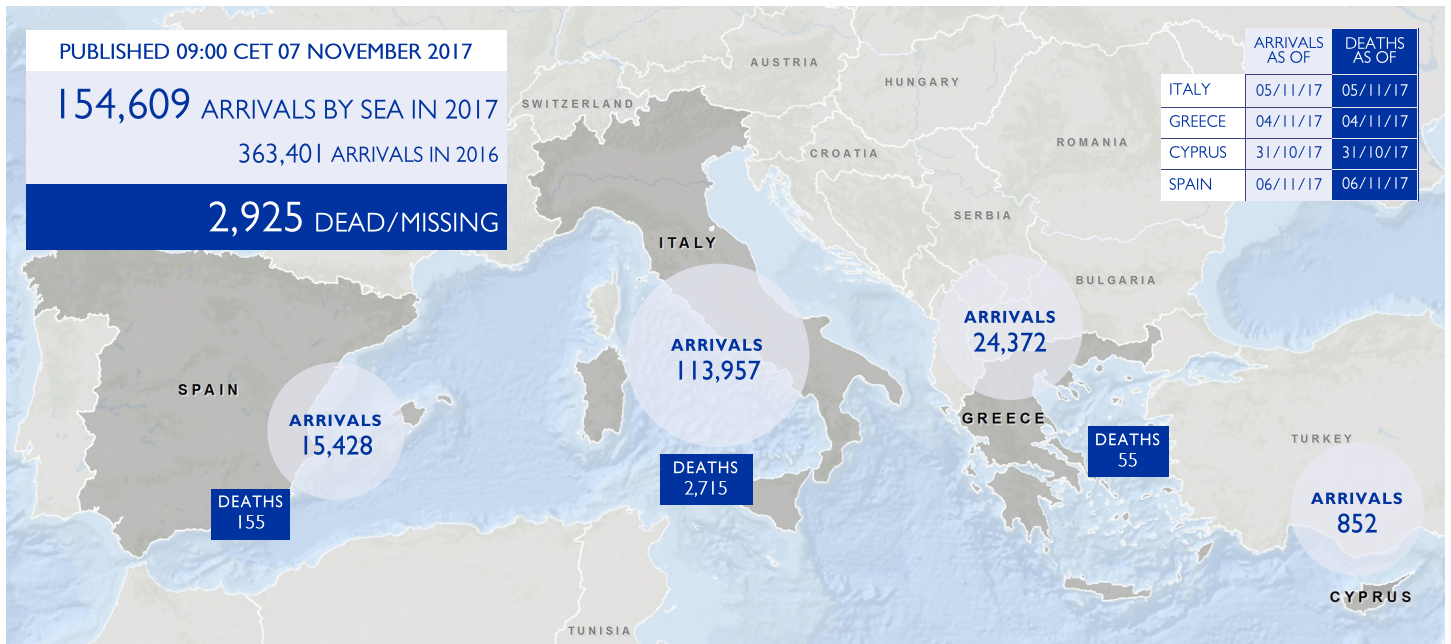 PUBLISHED 09:00 CET 07 NOVEMBER 2017
154,609 ARRIVALS BY SEA IN 2017
363,401 ARRIVALS IN 2016
2,925 DEAD/MISSING
ARRIVALS AS OF
DEATHS AS OF
ITALY 05/11/17 05/11/17
GREECE 04/11/17 04/11/17
CYPRUS 31/10/17 31/10/17
SPAIN 06/11/17 06/11/17
AUSTRIA
HUNGARY
SWITZERLAND
ROMANIA
CROATIA
SERBIA
ITALY
BULGARIA
ARRIVALS
24,372
ARRIVALS
113,957
SPAIN
ARRIVALS
15,428
GREECE
DEATHS
55
TURKEY
DEATHS
2,715
DEATHS
155
ARRIVALS
852
CYPRUS
TUNISIA